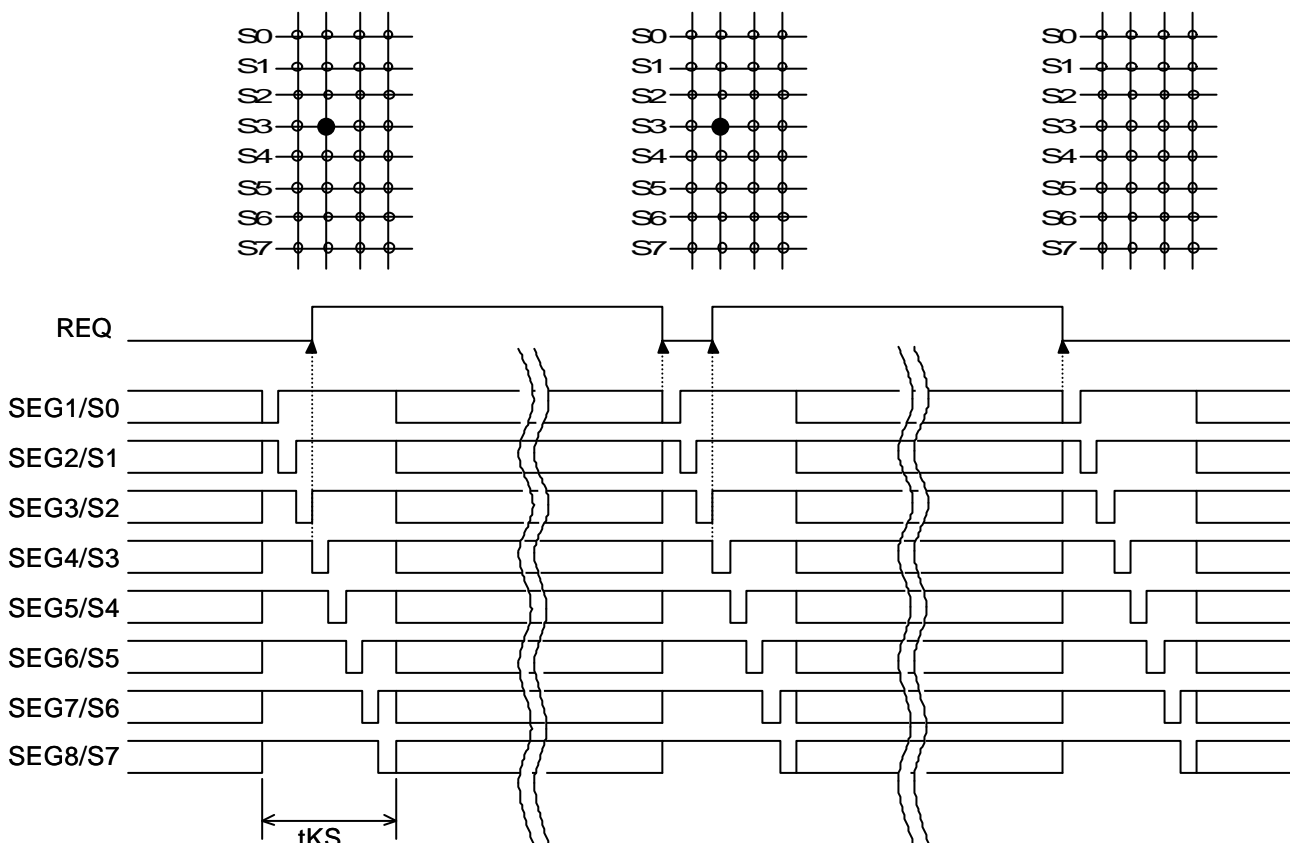 S0 S0 S0
S1 S1 S1
S2 S2 S2
S3 S3 S3
S4 S4 S4
S5 S5 S5
S6 S6 S6
S7 S7 S7
REQ
SEG1/S0
SEG2/S1
SEG3/S2
SEG4/S3
SEG5/S4
SEG6/S5
SEG7/S6
SEG8/S7
tKS